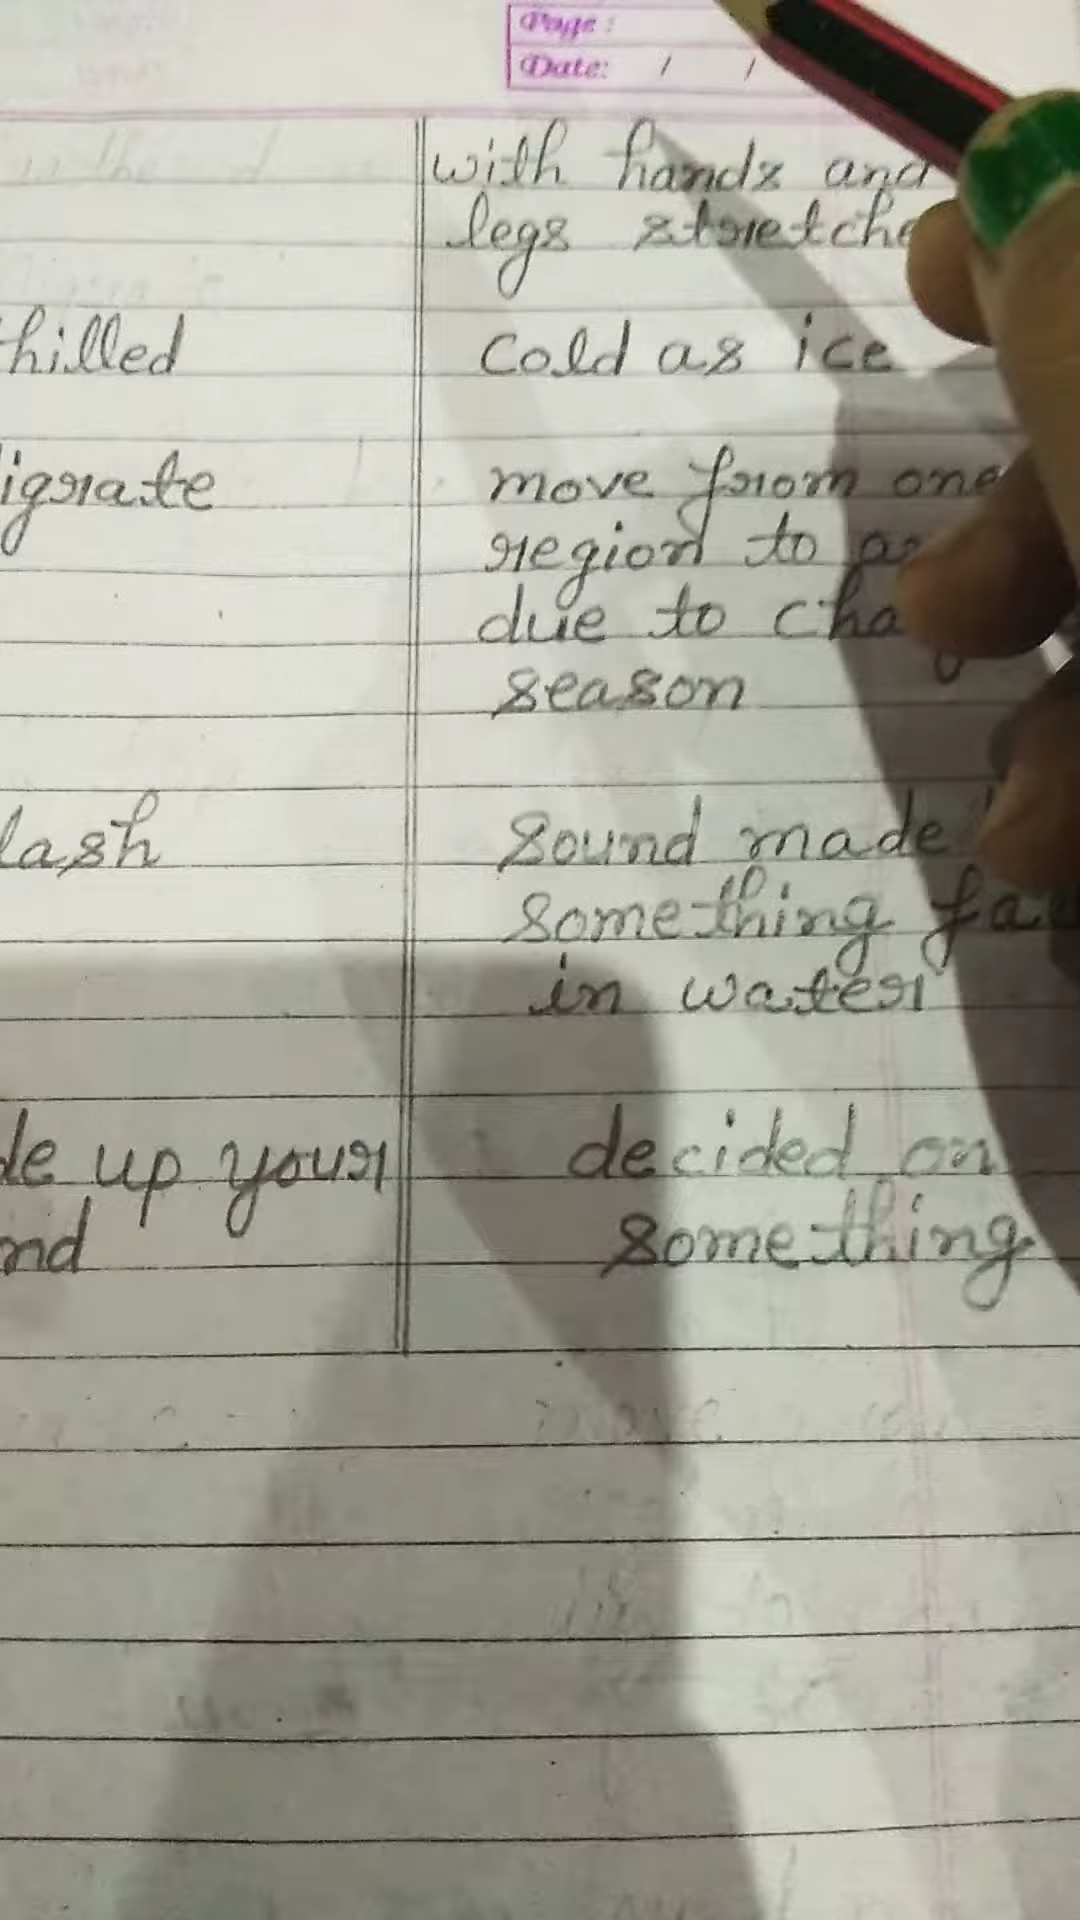 Page:
Date: / /
with hands and
legs stretche
hilled cold as ice
igrate move from one
region to
due to cha
season
lash sound made
something fa
in water
de up your decided on
nd something